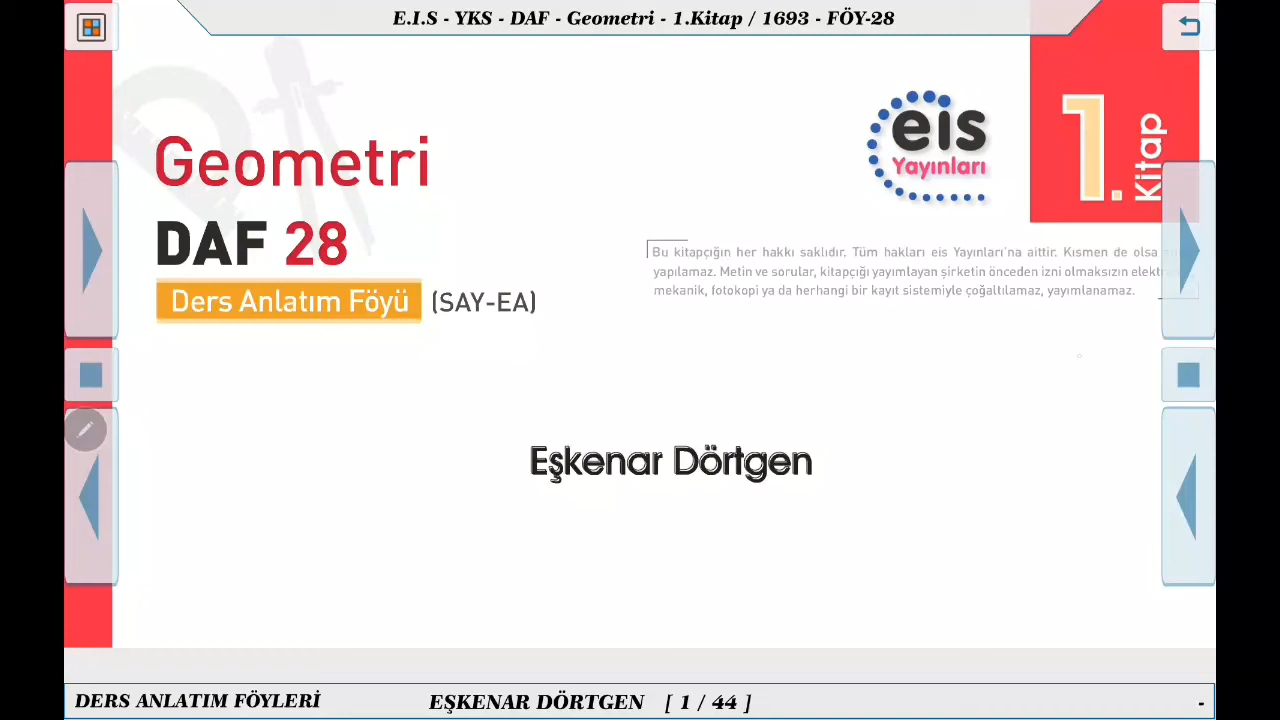 E.I.S - YKS - DAF - Geometri - 1.Kitap / 1693 - FÖY-28
Geometri
DAF 28
Ders Anlatım Föyü (SAY-EA)
eis
Yayınları
1.
Kitap
Bu kitapçığın her hakkı saklıdır. Tüm hakları eis Yayınları'na aittir. Kısmen de olsa
yapılamaz. Metin ve sorular, kitapçığı yayımlayan şirketin önceden izni olmaksızın
mekanik, fotokopi ya da herhangi bir kayıt sistemiyle çoğaltılamaz, yayımlanamaz.
Eşkenar Dörtgen
DERS ANLATIM FÖYLERİ EŞKENAR DÖRTGEN [ 1 / 44 ] -